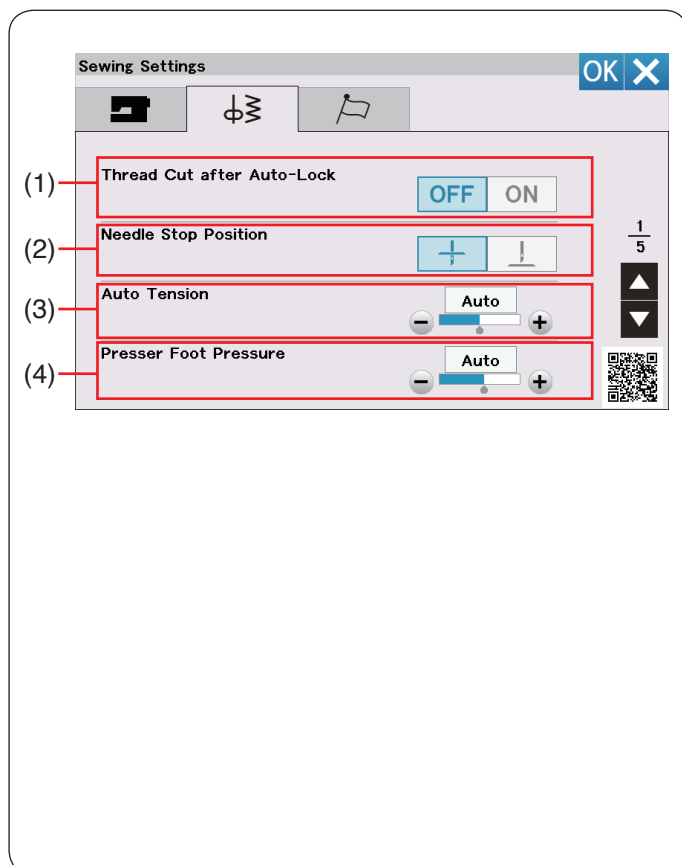 Sewing Settings OK
(1) Thread Cut after Auto-Lock
OFF ON
(2) Needle Stop Position
1
5
(3) Auto Tension
Auto
(4) Presser Foot Pressure
Auto